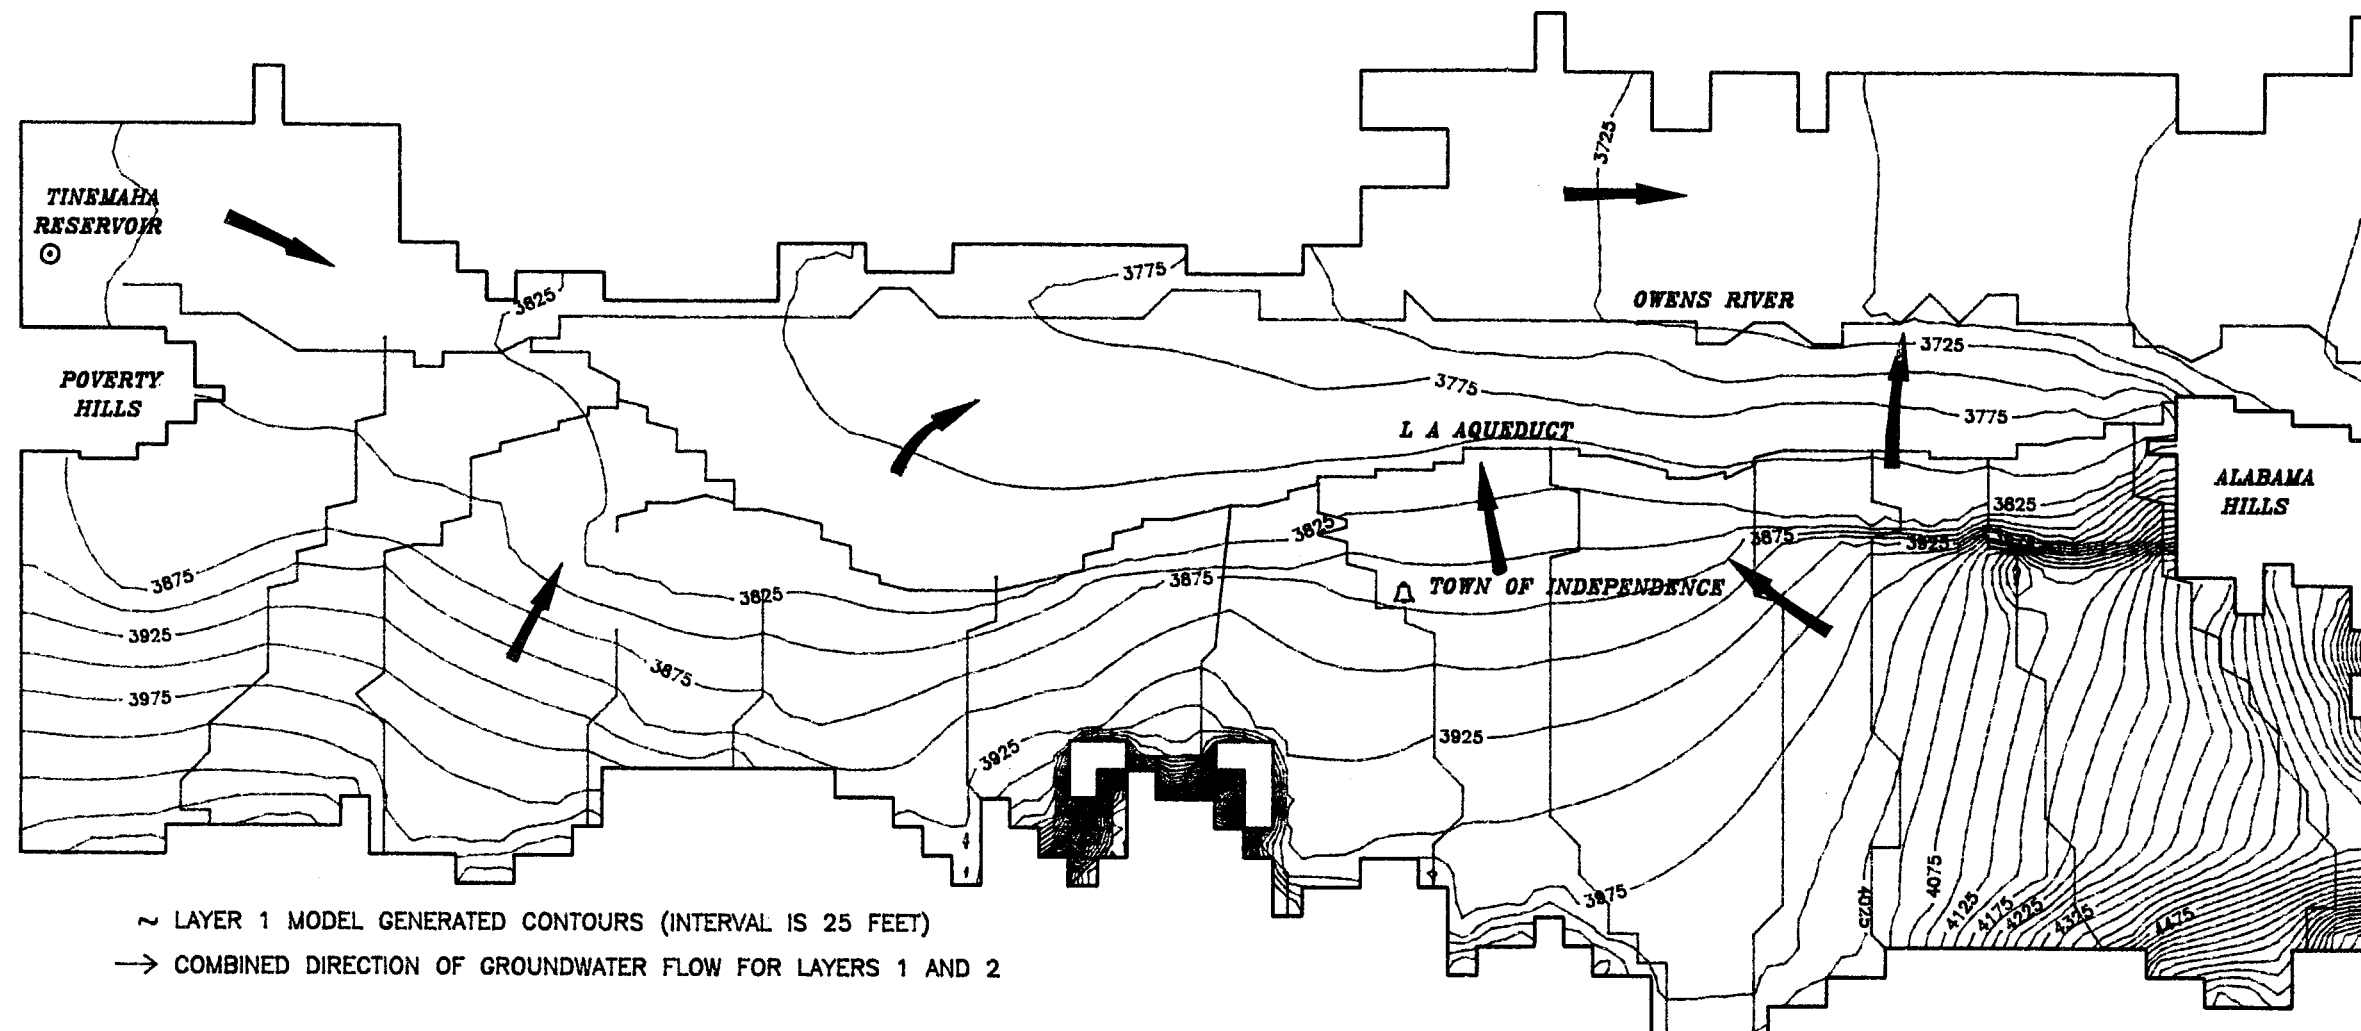 3725
TINEMAHA
RESERVOIR
3775
3825
OWENS RIVER
3725
POVERTY
HILLS
3775
3775
L A AQUEDUCT
ALABAMA
HILLS
3825
3825
3875
3925
3875
3875
TOWN OF INDEPENDENCE
3825
3925
3875
3975
3925
3925
3975
4025
4075
4125
4175
4225
4325
4475
~ LAYER 1 MODEL GENERATED CONTOURS (INTERVAL IS 25 FEET)
→ COMBINED DIRECTION OF GROUNDWATER FLOW FOR LAYERS 1 AND 2